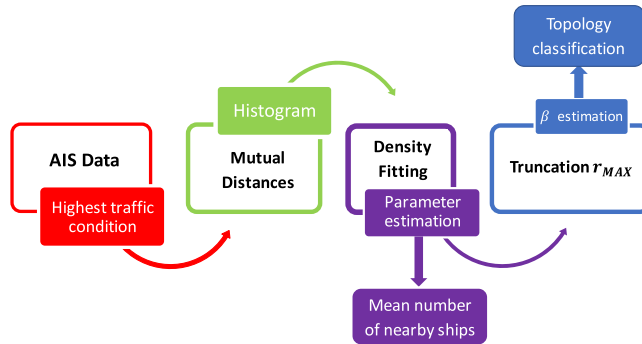 Topology
classification
Histogram
β estimation
AIS Data
Mutual
Distances
Density
Fitting
Truncation r_MAX
Highest traffic
condition
Parameter
estimation
Mean number
of nearby ships